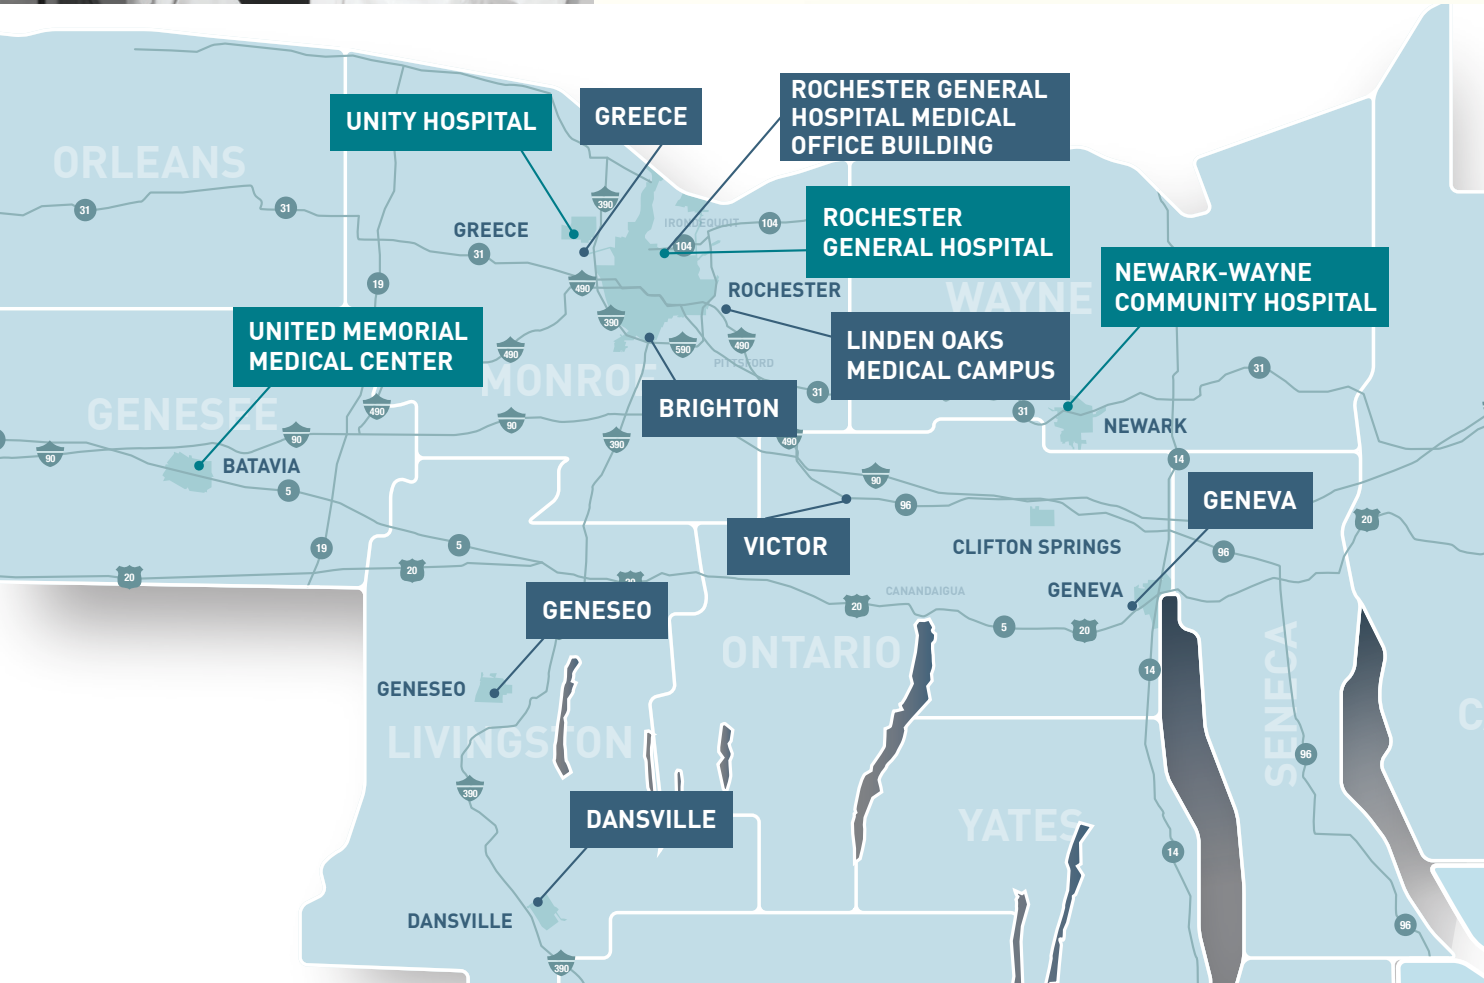 UNITY HOSPITAL
GREECE
ROCHESTER GENERAL
HOSPITAL MEDICAL
OFFICE BUILDING
ORLEANS
31
31
390
IRONDEQUOIT
104
104
ROCHESTER
GENERAL HOSPITAL
GREECE
31
19
490
390
ROCHESTER
WAYNE
NEWARK-WAYNE
COMMUNITY HOSPITAL
UNITED MEMORIAL
MEDICAL CENTER
490
590
490
PITTSFORD
LINDEN OAKS
MEDICAL CAMPUS
MONROE
31
31
31
GENESEE
490
90
90
90
390
BRIGHTON
490
NEWARK
14
BATAVIA
5
90
96
GENEVA
VICTOR
CLIFTON SPRINGS
96
20
19
5
20
20
20
GENESEO
CANANDAIGUA
20
5
20
GENEVA
ONTARIO
14
SENECA
GENESEO
LIVINGSTON
C
96
390
DANSVILLE
YATES
14
DANSVILLE
96
390